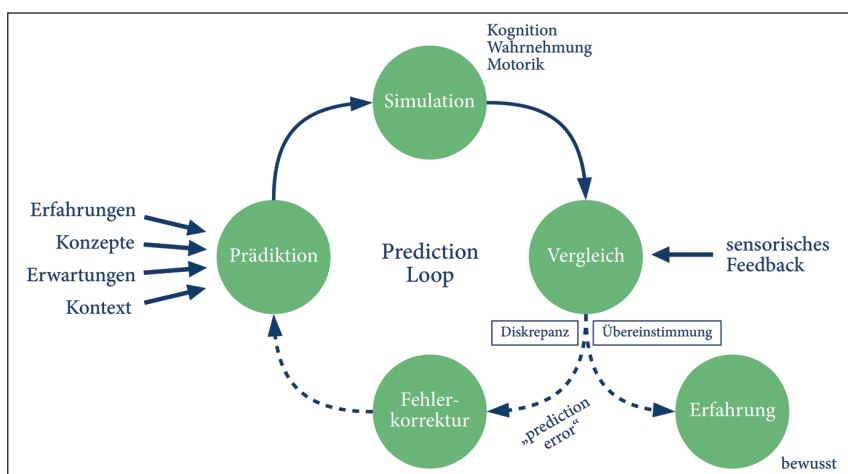 Kognition
Wahrnehmung
Motorik
Simulation
Erfahrungen
Konzepte
Erwartungen
Kontext
Prädiktion
Prediction
Loop
Vergleich
sensorisches
Feedback
Diskrepanz
Übereinstimmung
Fehler-
korrektur
„prediction
error“
Erfahrung
bewusst